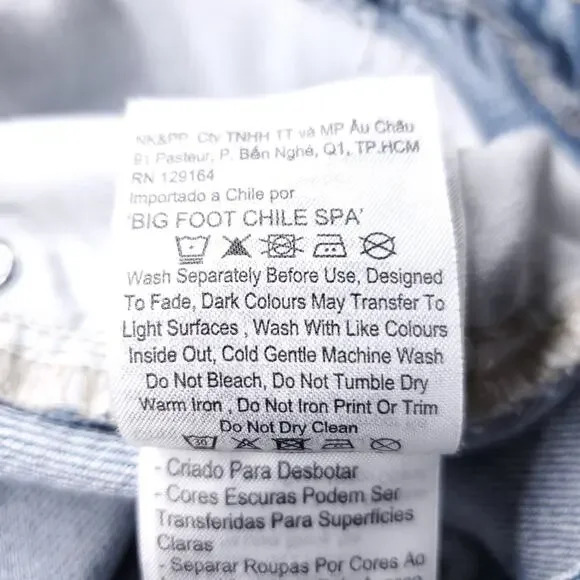 NK&PP. Cty TNHH TT và MP Âu Châu
91 Pasteur, P. Bến Nghé, Q1, TP.HCM
RN 129164
Importado a Chile por
'BIG FOOT CHILE SPA'
Wash Separately Before Use, Designed
To Fade, Dark Colours May Transfer To
Light Surfaces , Wash With Like Colours
Inside Out, Cold Gentle Machine Wash
Do Not Bleach, Do Not Tumble Dry
Warm Iron , Do Not Iron Print Or Trim
Do Not Dry Clean
30
- Criado Para Desbotar
- Cores Escuras Podem Ser
Transferidas Para Superfícies
Claras
- Separar Roupas Por Cores Ao